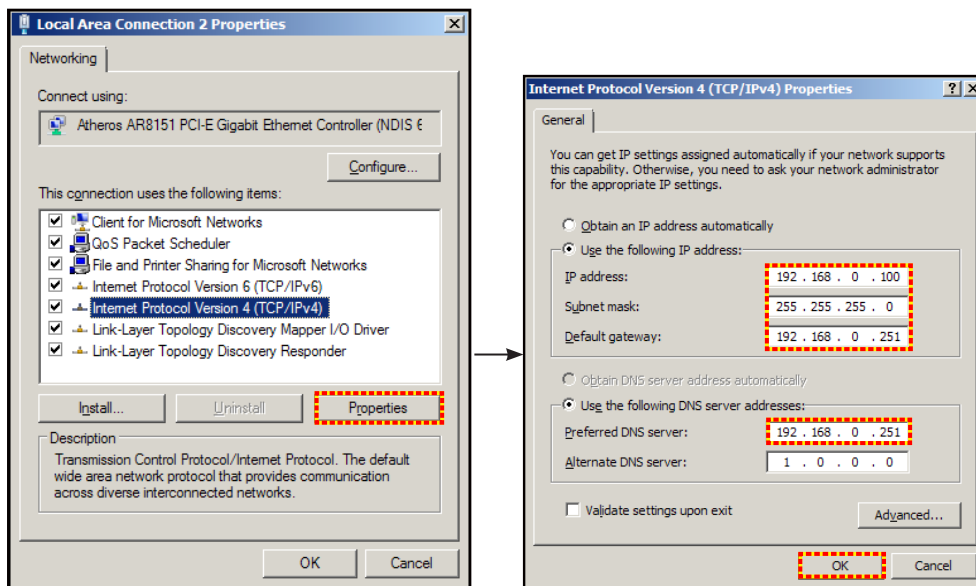 Local Area Connection 2 Properties
Networking
Connect using:
Atheros AR8151 PCI-E Gigabit Ethernet Controller (NDIS 6
Configure...
This connection uses the following items:
Client for Microsoft Networks
QoS Packet Scheduler
File and Printer Sharing for Microsoft Networks
Internet Protocol Version 6 (TCP/IPv6)
Internet Protocol Version 4 (TCP/IPv4)
Link-Layer Topology Discovery Mapper I/O Driver
Link-Layer Topology Discovery Responder
Install...
Uninstall
Properties
Description
Transmission Control Protocol/Internet Protocol. The default
wide area network protocol that provides communication
across diverse interconnected networks.
OK
Cancel
Internet Protocol Version 4 (TCP/IPv4) Properties
General
You can get IP settings assigned automatically if your network supports
this capability. Otherwise, you need to ask your network administrator
for the appropriate IP settings.
Obtain an IP address automatically
Use the following IP address:
IP address: 192 . 168 . 0 . 100
Subnet mask: 255 . 255 . 255 . 0
Default gateway: 192 . 168 . 0 . 251
Obtain DNS server address automatically
Use the following DNS server addresses:
Preferred DNS server: 192 . 168 . 0 . 251
Alternate DNS server: 1 . 0 . 0 . 0
Validate settings upon exit
Advanced...
OK
Cancel